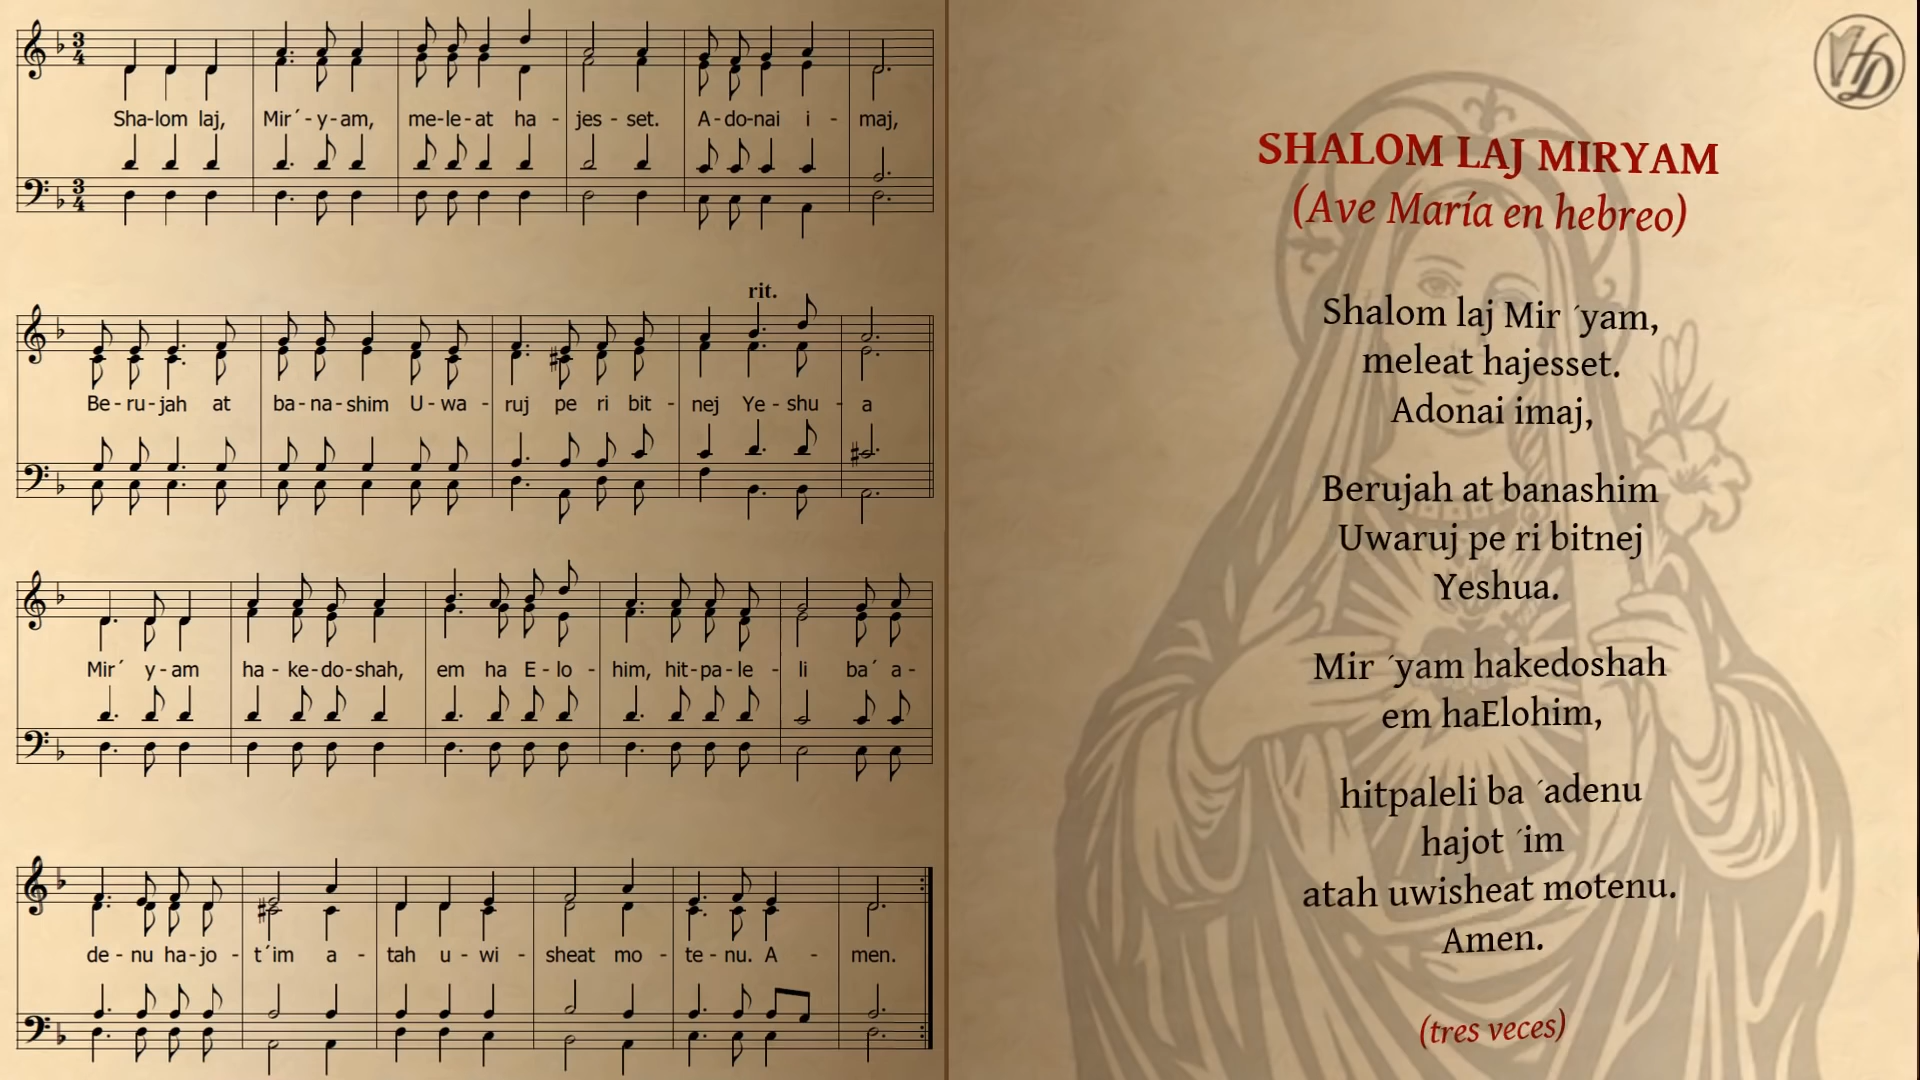 Sha-lom laj, Mir´-y-am, me-le-at ha - jes - set. A-do-nai i - maj,
rit.
Be-ru-jah at ba-na-shim U-wa - ruj pe ri bit - nej Ye-shu - a
Mir´ y-am ha-ke-do-shah, em ha E-lo - him, hit-pa-le - li ba´ a-
de-nu ha-jo - t´im a - tah u-wi - sheat mo - te-nu. A - men.
HD
SHALOM LAJ MIRYAM
(Ave María en hebreo)
Shalom laj Mir ´yam,
meleat hajesset.
Adonai imaj,
Berujah at banashim
Uwaruj pe ri bitnej
Yeshua.
Mir ´yam hakedoshah
em haElohim,
hitpaleli ba ´adenu
hajot ´im
atah uwisheat motenu.
Amen.
(tres veces)